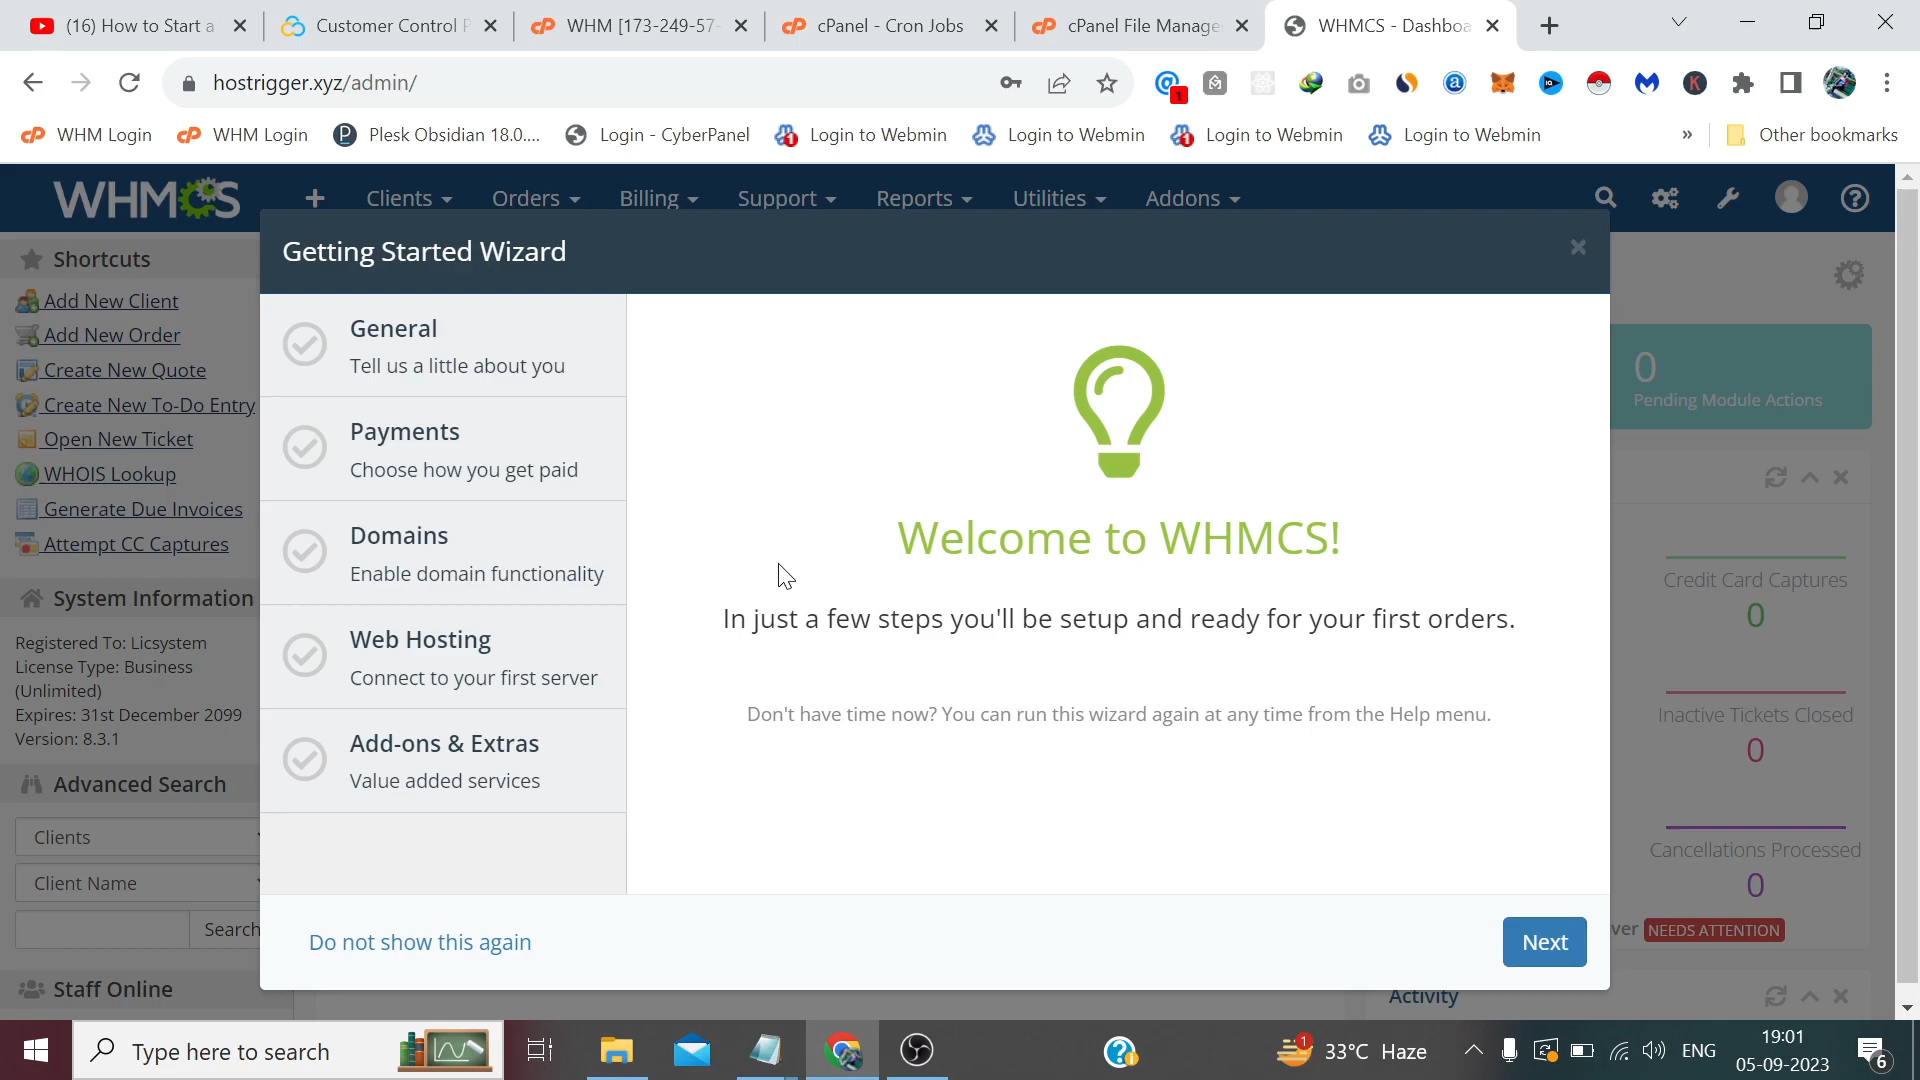 (16) How to Start a
Customer Control P
WHM [173-249-57-
cPanel - Cron Jobs
cPanel File Manage
WHMCS - Dashboa
hostrigger.xyz/admin/
1
WHM Login
WHM Login
Plesk Obsidian 18.0....
Login - CyberPanel
Login to Webmin
Login to Webmin
Login to Webmin
Login to Webmin
»
Other bookmarks
WHMCS
Clients
Orders
Billing
Support
Reports
Utilities
Addons
Shortcuts
Add New Client
Add New Order
Create New Quote
Create New To-Do Entry
Open New Ticket
WHOIS Lookup
Generate Due Invoices
Attempt CC Captures
System Information
Registered To: Licsystem
License Type: Business
(Unlimited)
Expires: 31st December 2099
Version: 8.3.1
Advanced Search
Clients
Client Name
Search
Staff Online
Getting Started Wizard
×
General
Tell us a little about you
Payments
Choose how you get paid
Domains
Enable domain functionality
Web Hosting
Connect to your first server
Add-ons & Extras
Value added services
Welcome to WHMCS!
In just a few steps you'll be setup and ready for your first orders.
Don't have time now? You can run this wizard again at any time from the Help menu.
Do not show this again
Next
0
Pending Module Actions
Credit Card Captures
0
Inactive Tickets Closed
0
Cancellations Processed
0
ver NEEDS ATTENTION
Activity
Type here to search
1
33°C Haze
ENG
19:01
05-09-2023
6